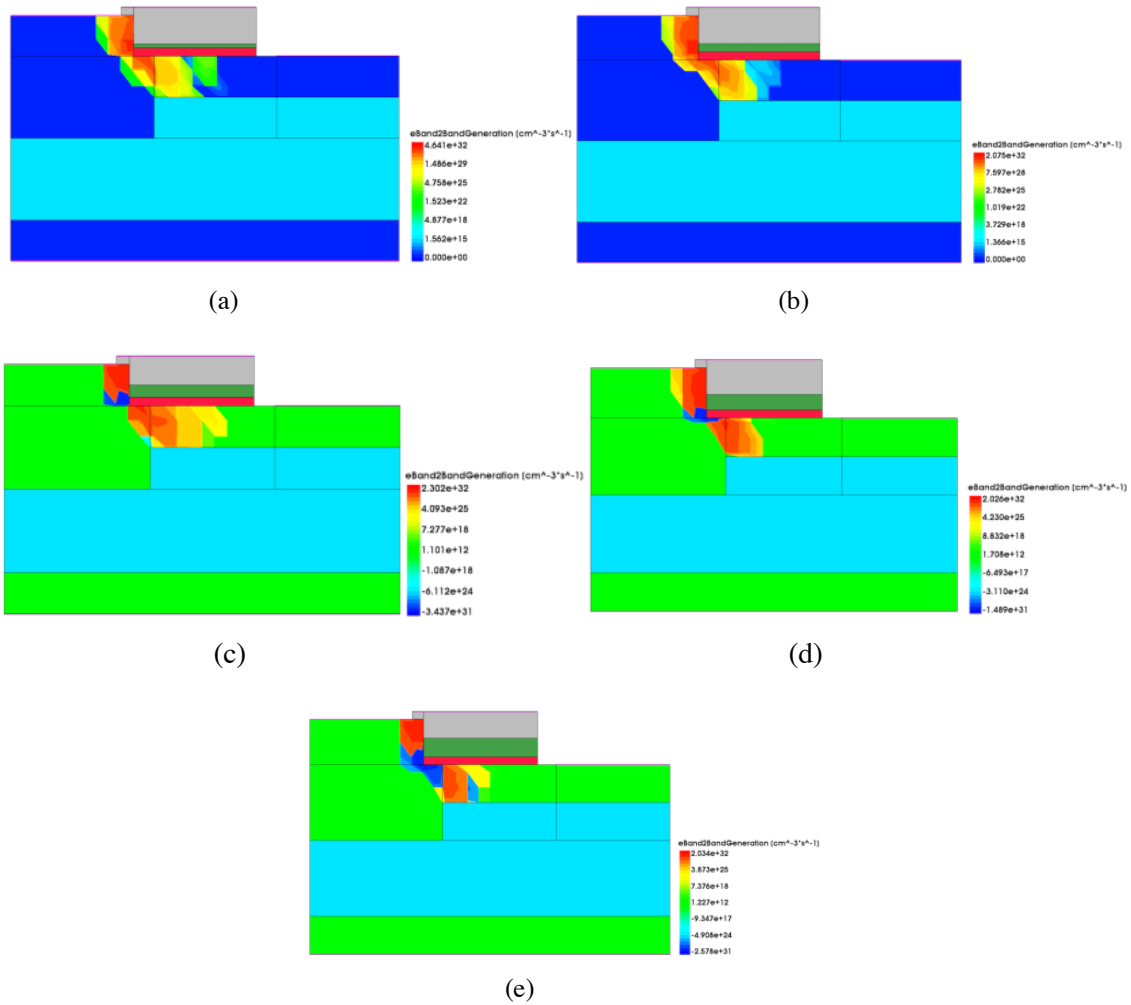 eBand2BandGeneration (cm^-3*s^-1)
4.641e+32
1.486e+29
4.758e+25
1.523e+22
4.877e+18
1.562e+15
0.000e+00
(a)
eBand2BandGeneration (cm^-3*s^-1)
2.075e+32
7.597e+28
2.782e+25
1.019e+22
3.729e+18
1.366e+15
0.000e+00
(b)
eBand2BandGeneration (cm^-3*s^-1)
2.302e+32
4.093e+25
7.277e+18
1.101e+12
-1.087e+18
-6.112e+24
-3.437e+31
(c)
eBand2BandGeneration (cm^-3*s^-1)
2.026e+32
4.230e+25
8.832e+18
1.708e+12
-6.493e+17
-3.110e+24
-1.489e+31
(d)
eBand2BandGeneration (cm^-3*s^-1)
2.034e+32
3.873e+25
7.376e+18
1.227e+12
-9.347e+17
-4.908e+24
-2.578e+31
(e)